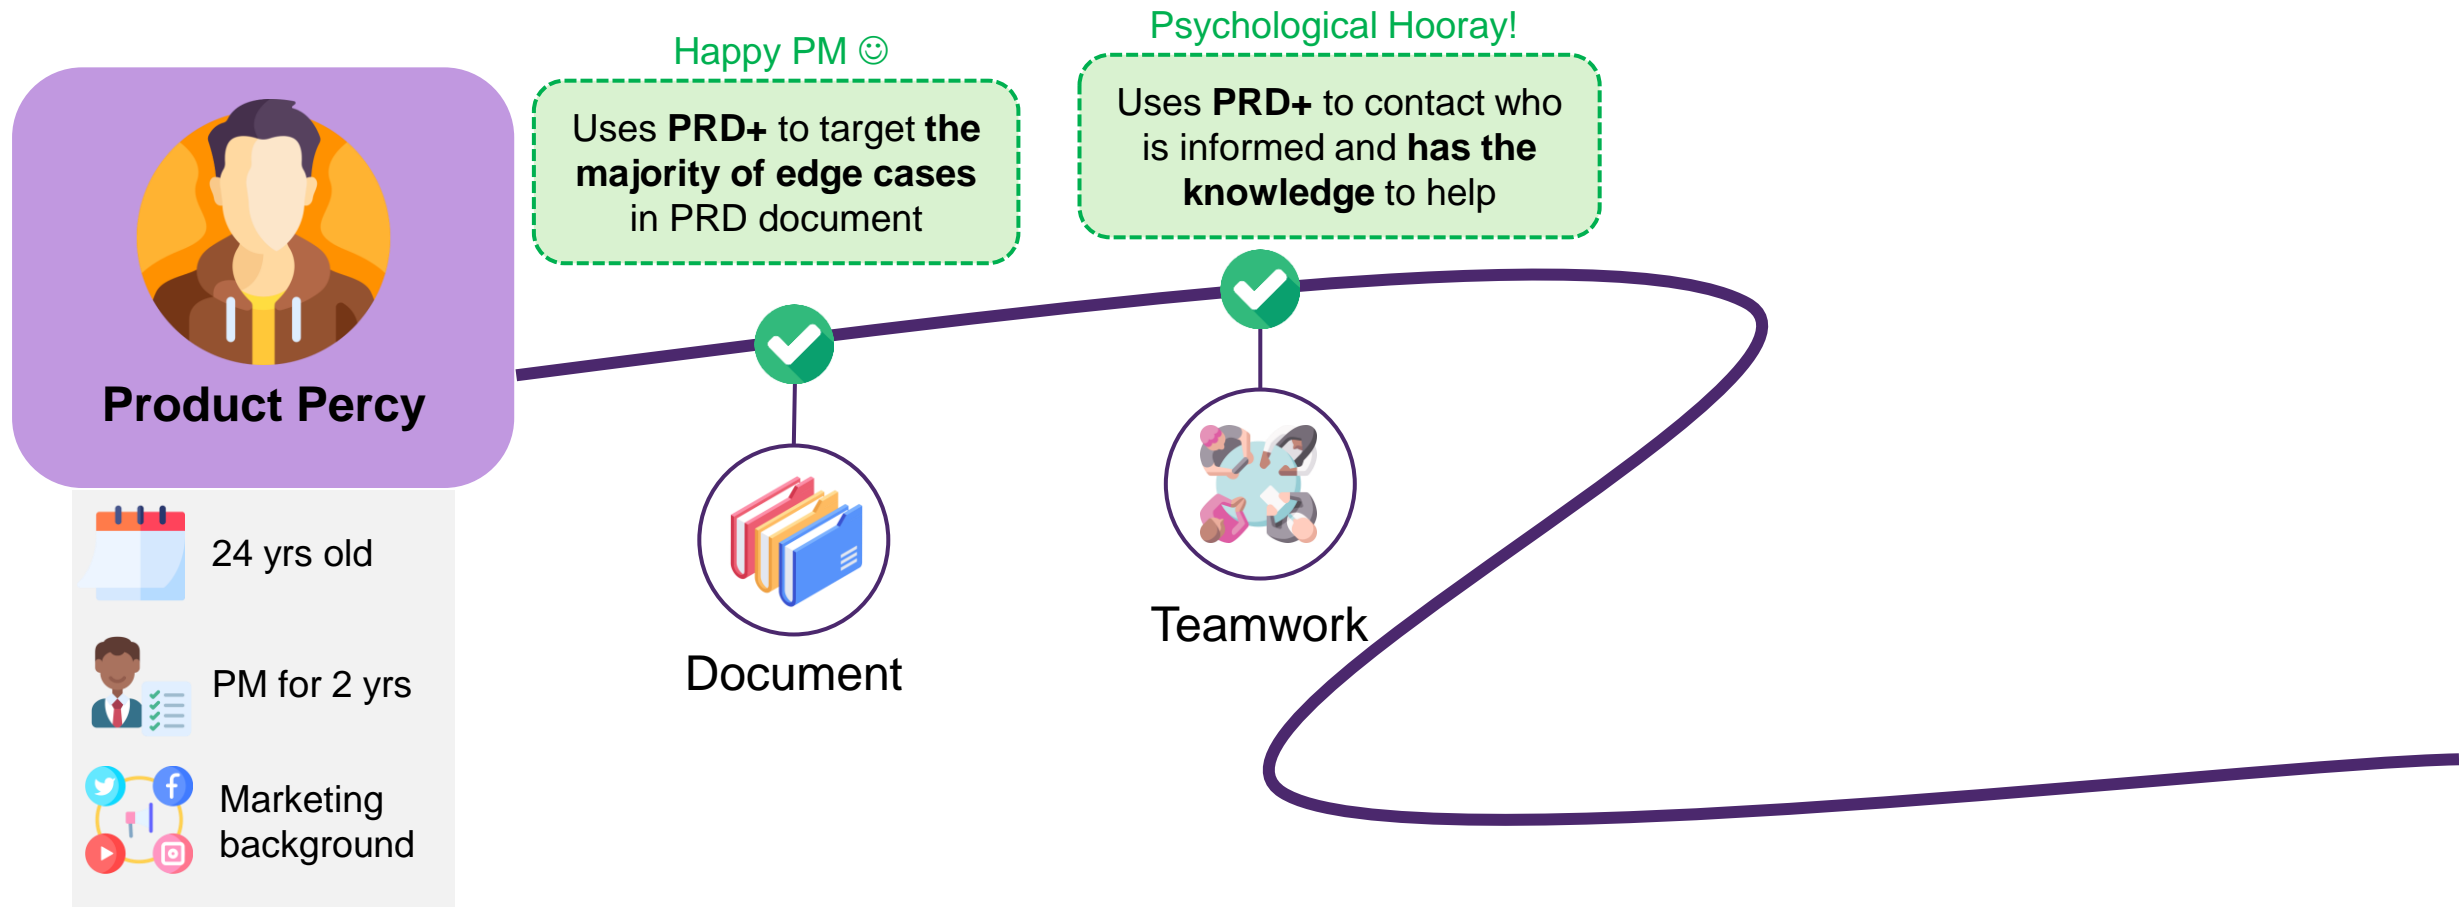 Psychological Hooray!
Happy PM ☺
Uses PRD+ to target the
majority of edge cases
in PRD document
Uses PRD+ to contact who
is informed and has the
knowledge to help
Product Percy
24 yrs old
PM for 2 yrs
Marketing
background
Document
Teamwork